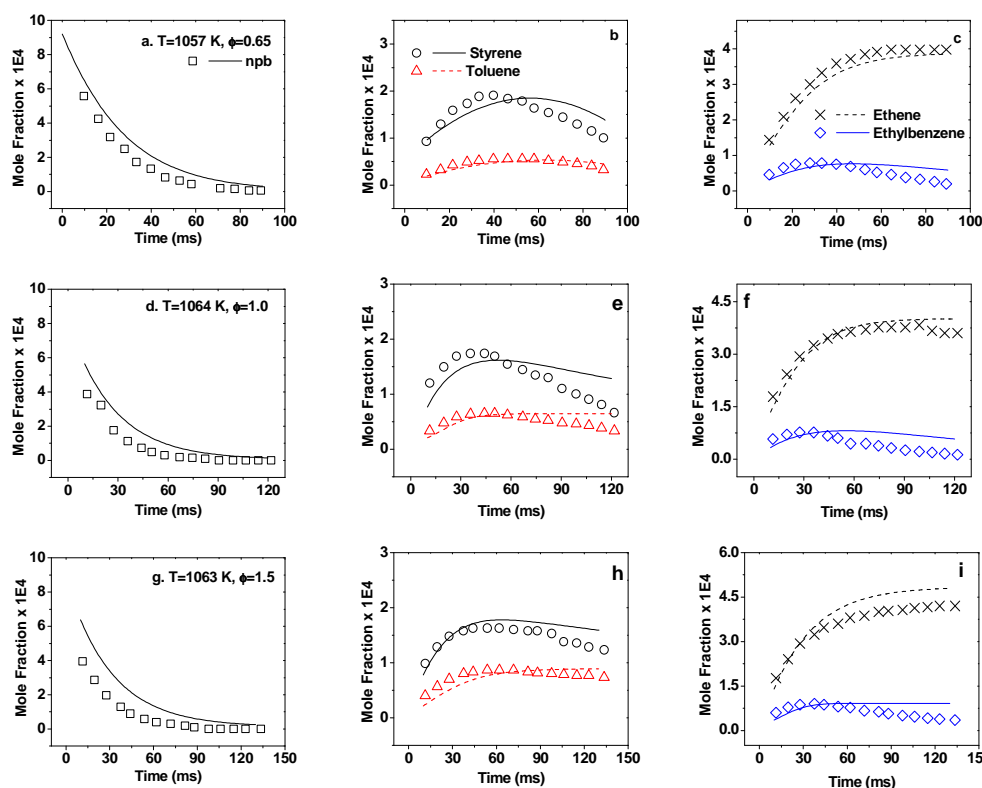 a. T=1057 K, ϕ=0.65
npb
Mole Fraction x 1E4
10
8
6
4
2
0
0 20 40 60 80 100
Time (ms)
b
Styrene
Toluene
Mole Fraction x 1E4
3
2
1
0
0 20 40 60 80 100
Time (ms)
c
Ethene
Ethylbenzene
Mole Fraction x 1E4
4
3
2
1
0
0 20 40 60 80 100
Time (ms)
d. T=1064 K, ϕ=1.0
Mole Fraction x 1E4
10
8
6
4
2
0
0 30 60 90 120
Time (ms)
e
Mole Fraction x 1E4
3
2
1
0
0 30 60 90 120
Time (ms)
f
Mole Fraction x 1E4
4.5
3.0
1.5
0.0
0 30 60 90 120
Time (ms)
g. T=1063 K, ϕ=1.5
Mole Fraction x 1E4
10
8
6
4
2
0
0 30 60 90 120 150
Time (ms)
h
Mole Fraction x 1E4
3
2
1
0
0 30 60 90 120 150
Time (ms)
i
Mole Fraction x 1E4
6.0
4.5
3.0
1.5
0.0
0 30 60 90 120 150
Time (ms)